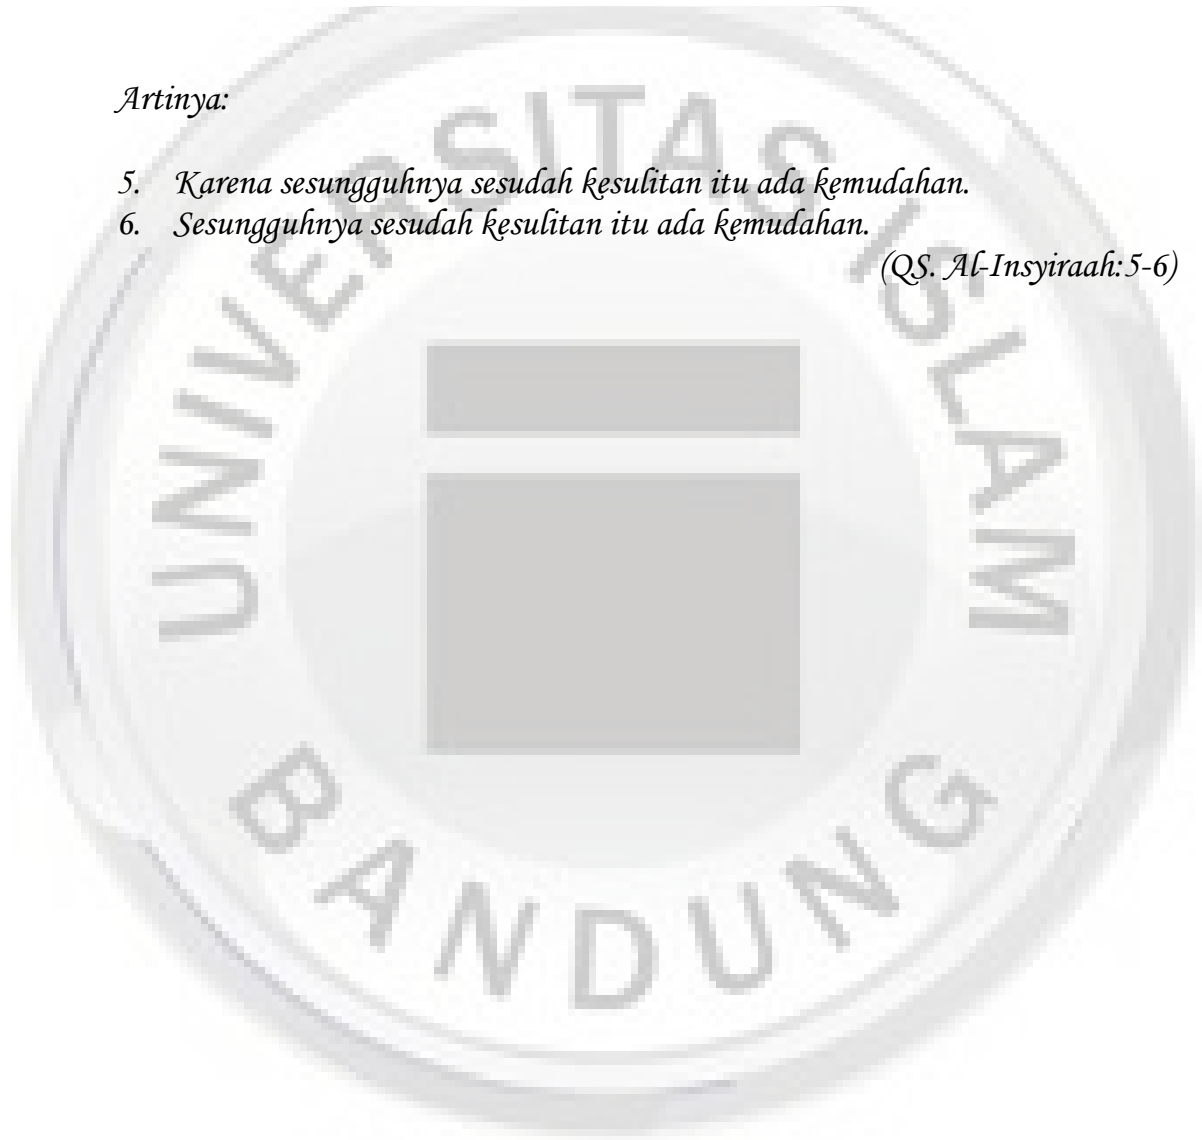 Artinya:
5. Karena sesungguhnya sesudah kesulitan itu ada kemudahan.
6. Sesungguhnya sesudah kesulitan itu ada kemudahan.
(QS. Al-Insyiraah:5-6)
UNIVERSITAS ISLAM
BANDUNG